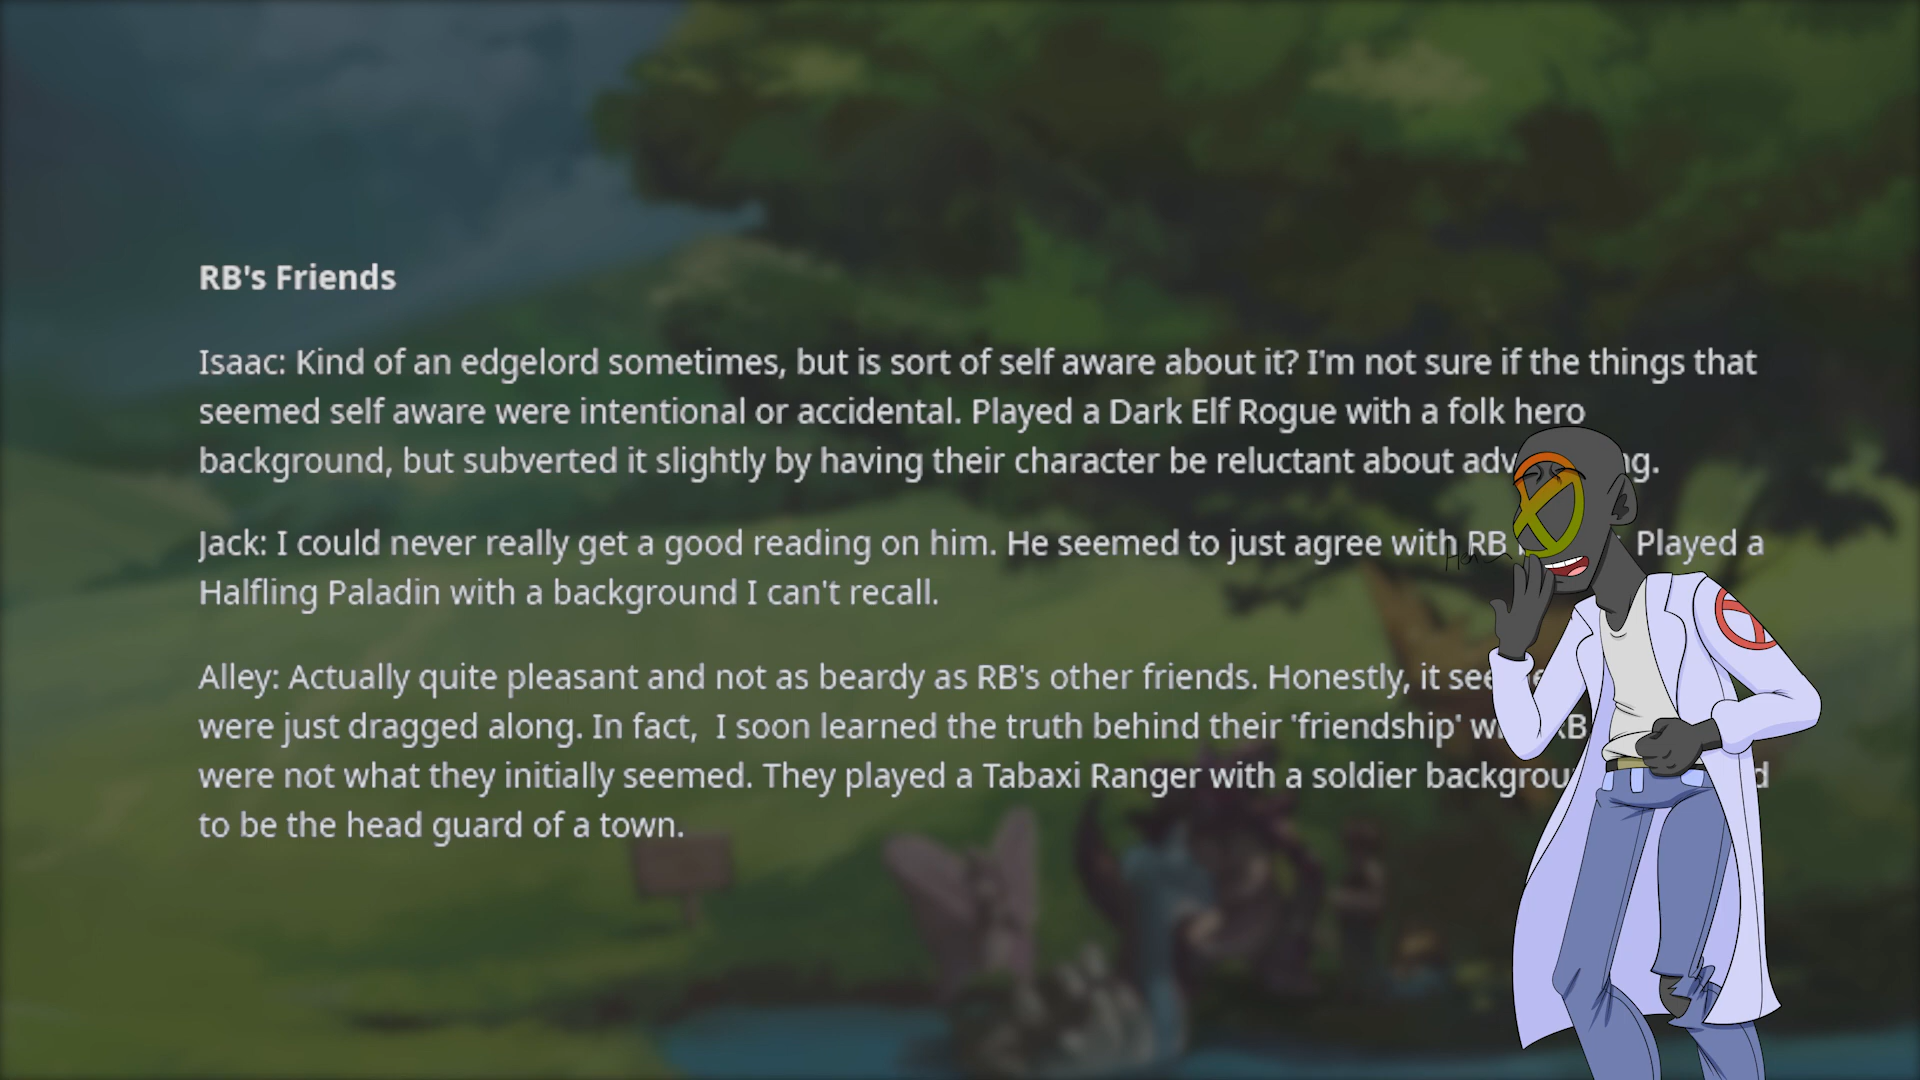 RB's Friends
Isaac: Kind of an edgelord sometimes, but is sort of self aware about it? I'm not sure if the things that
seemed self aware were intentional or accidental. Played a Dark Elf Rogue with a folk hero
background, but subverted it slightly by having their character be reluctant about
Jack: I could never really get a good reading on him. He seemed to just agree with RB Played a
Halfling Paladin with a background I can't recall.
Alley: Actually quite pleasant and not as beardy as RB's other friends. Honestly, it
were just dragged along. In fact,  I soon learned the truth behind their 'friendship' RB
were not what they initially seemed. They played a Tabaxi Ranger with a soldier
to be the head guard of a town.